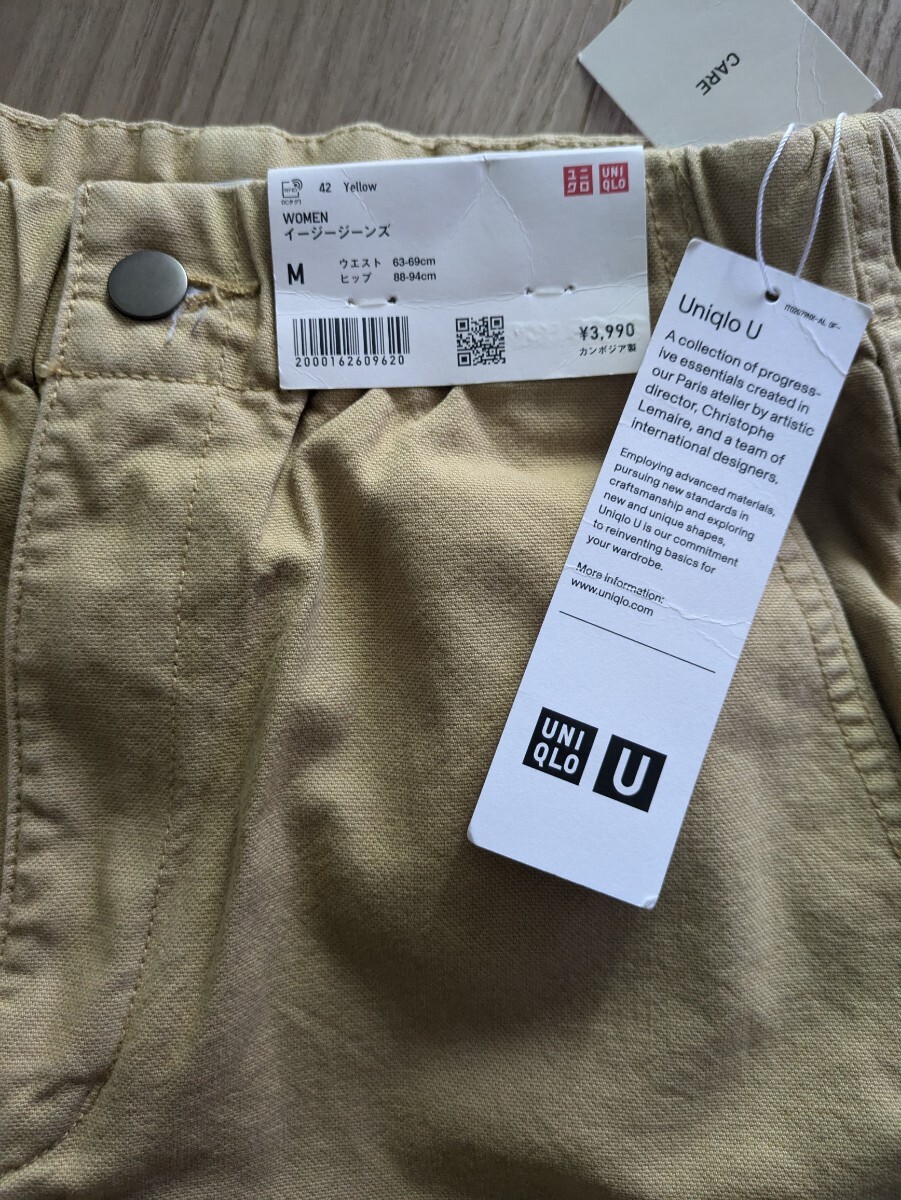 CARE
42 Yellow
ユニ
クロ
UNI
QLO
WOMEN
イージージーンズ
M
ウエスト 63-69cm
ヒップ 88-94cm
2000162609620
¥3,990
カンボジア製
Uniqlo U
A collection of progress-
ive essentials created in
our Paris atelier by artistic
director, Christophe
Lemaire, and a team of
international designers.
Employing advanced materials,
pursuing new standards in
craftsmanship and exploring
new and unique shapes,
Uniqlo U is our commitment
to reinventing basics for
your wardrobe.
More information:
www.uniqlo.com
UNI
QLO
U